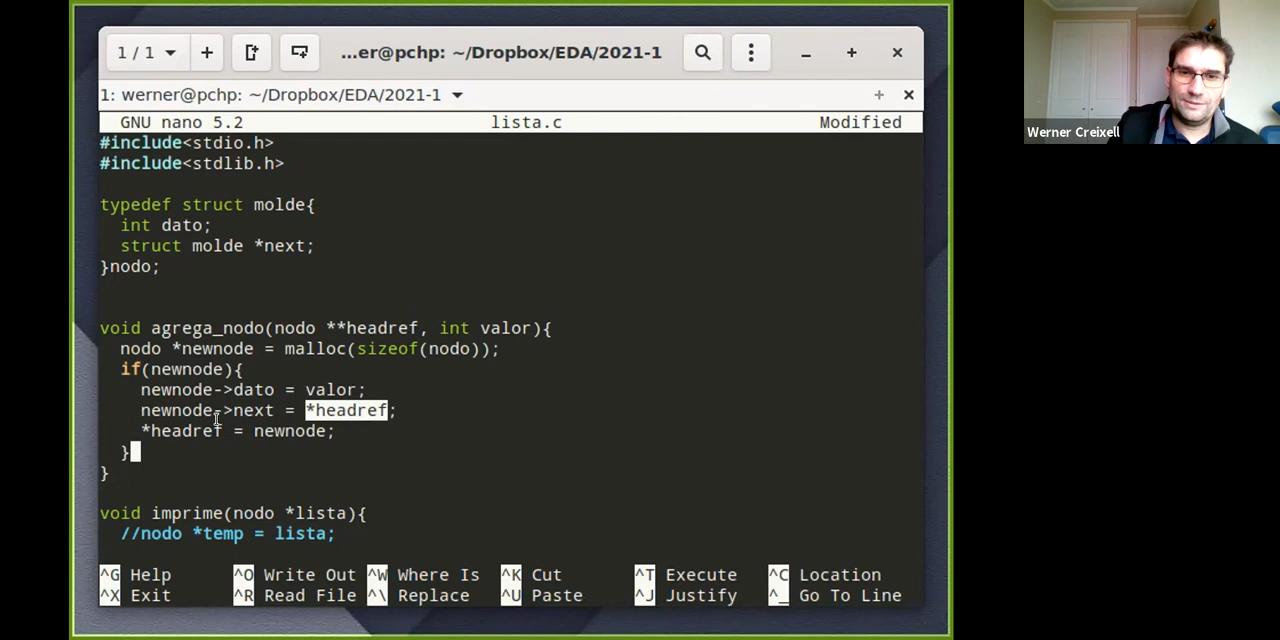 1 / 1
...er@pchp: ~/Dropbox/EDA/2021-1
1: werner@pchp: ~/Dropbox/EDA/2021-1
GNU nano 5.2 lista.c Modified
#include<stdio.h>
#include<stdlib.h>
typedef struct molde{
int dato;
struct molde *next;
}nodo;
void agrega_nodo(nodo **headref, int valor){
nodo *newnode = malloc(sizeof(nodo));
if(newnode){
newnode->dato = valor;
newnode->next = *headref;
*headref = newnode;
}
}
void imprime(nodo *lista){
//nodo *temp = lista;
^G Help ^O Write Out ^W Where Is ^K Cut ^T Execute ^C Location
^X Exit ^R Read File ^\ Replace ^U Paste ^J Justify ^_ Go To Line
Werner Creixell